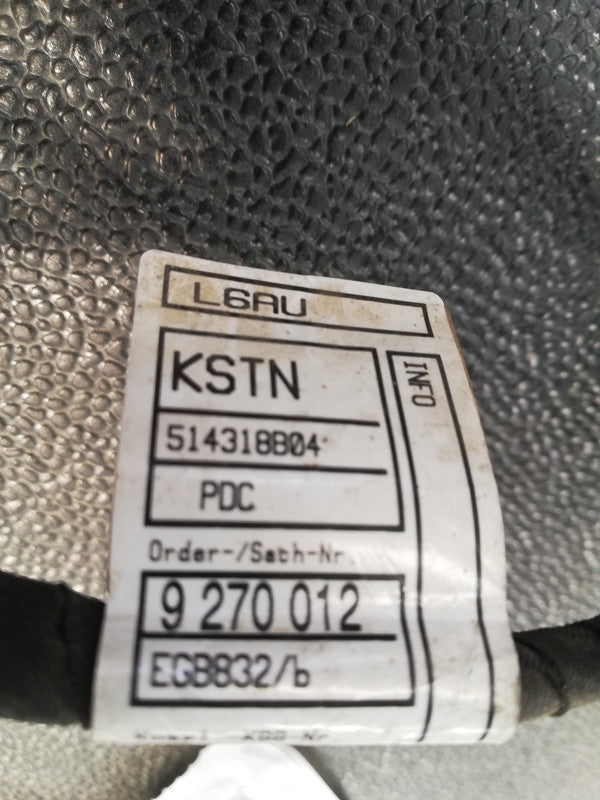 L6AU
KSTN
INFO
514318B04
PDC
Order-/Sach-Nr.
9 270 012
EGB832/b